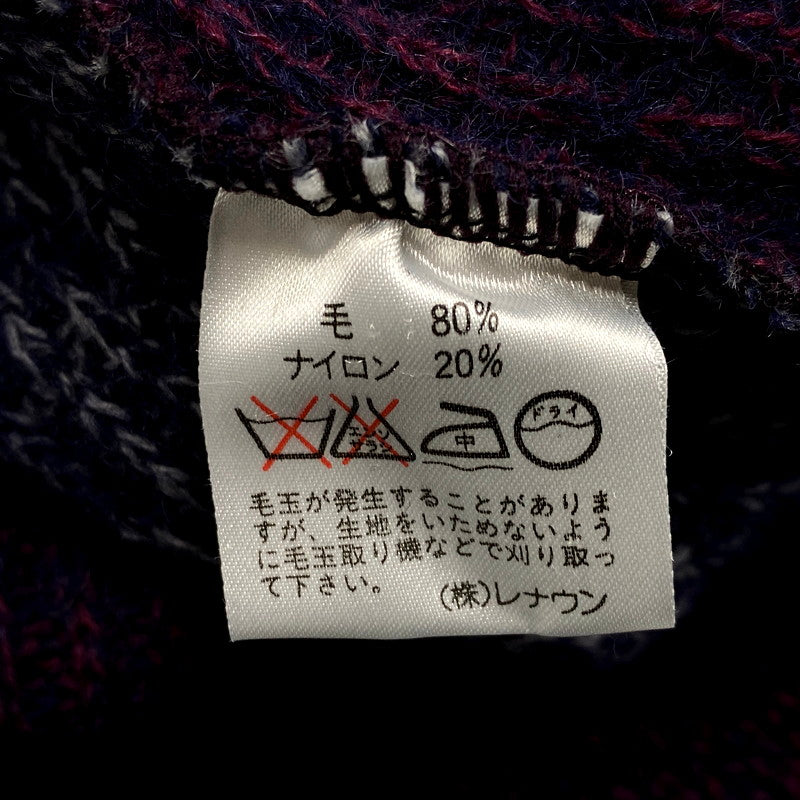 毛 80%
ナイロン 20%
エンソ
サラシ
中
ドライ
毛玉が発生することがありま
すが、生地をいためないよう
に毛玉取り機などで刈り取っ
て下さい。
(株)レナウン